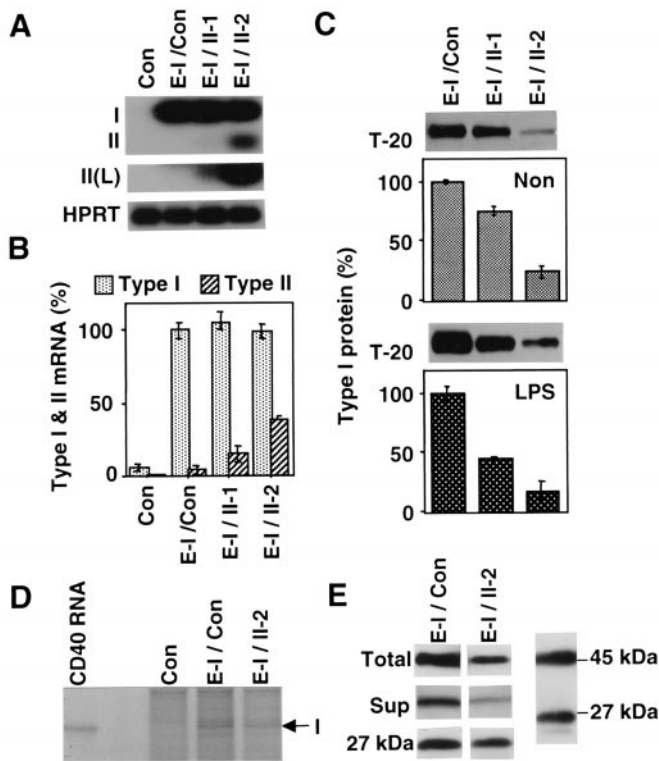 A
Con
E-I /Con
E-I / II-1
E-I / II-2
I
II
II(L)
HPRT
B
Type I
Type II
Type I & II mRNA (%)
100
50
0
Con
E-I /Con
E-I / II-1
E-I / II-2
C
E-I /Con
E-I / II-1
E-I / II-2
T-20
Type I protein (%)
100
50
0
Non
T-20
100
50
0
LPS
D
CD40 RNA
Con
E-I / Con
E-I / II-2
I
E
E-I / Con
E-I / II-2
Total
Sup
27 kDa
45 kDa
27 kDa